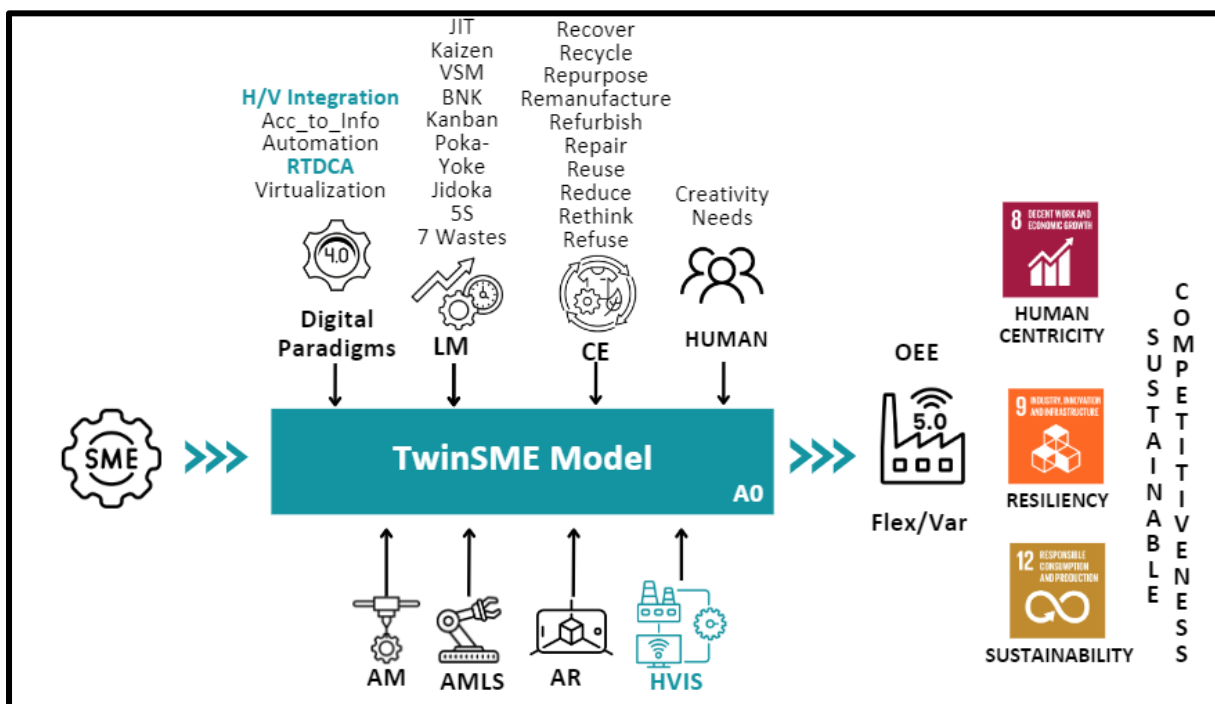 H/V Integration
Acc_to_Info
Automation
RTDCA
Virtualization
4.0
Digital
Paradigms
JIT
Kaizen
VSM
BNK
Kanban
Poka-
Yoke
Jidoka
5S
7 Wastes
LM
Recover
Recycle
Repurpose
Remanufacture
Refurbish
Repair
Reuse
Reduce
Rethink
Refuse
CE
Creativity
Needs
HUMAN
SME
TwinSME Model
A0
AM
AMLS
AR
HVIS
OEE
5.0
Flex/Var
8 DECENT WORK AND
ECONOMIC GROWTH
HUMAN
CENTRICITY
9 INDUSTRY, INNOVATION
AND INFRASTRUCTURE
RESILIENCY
12 RESPONSIBLE
CONSUMPTION
AND PRODUCTION
SUSTAINABILITY
SUSTAINABLE
COMPETITIVENESS